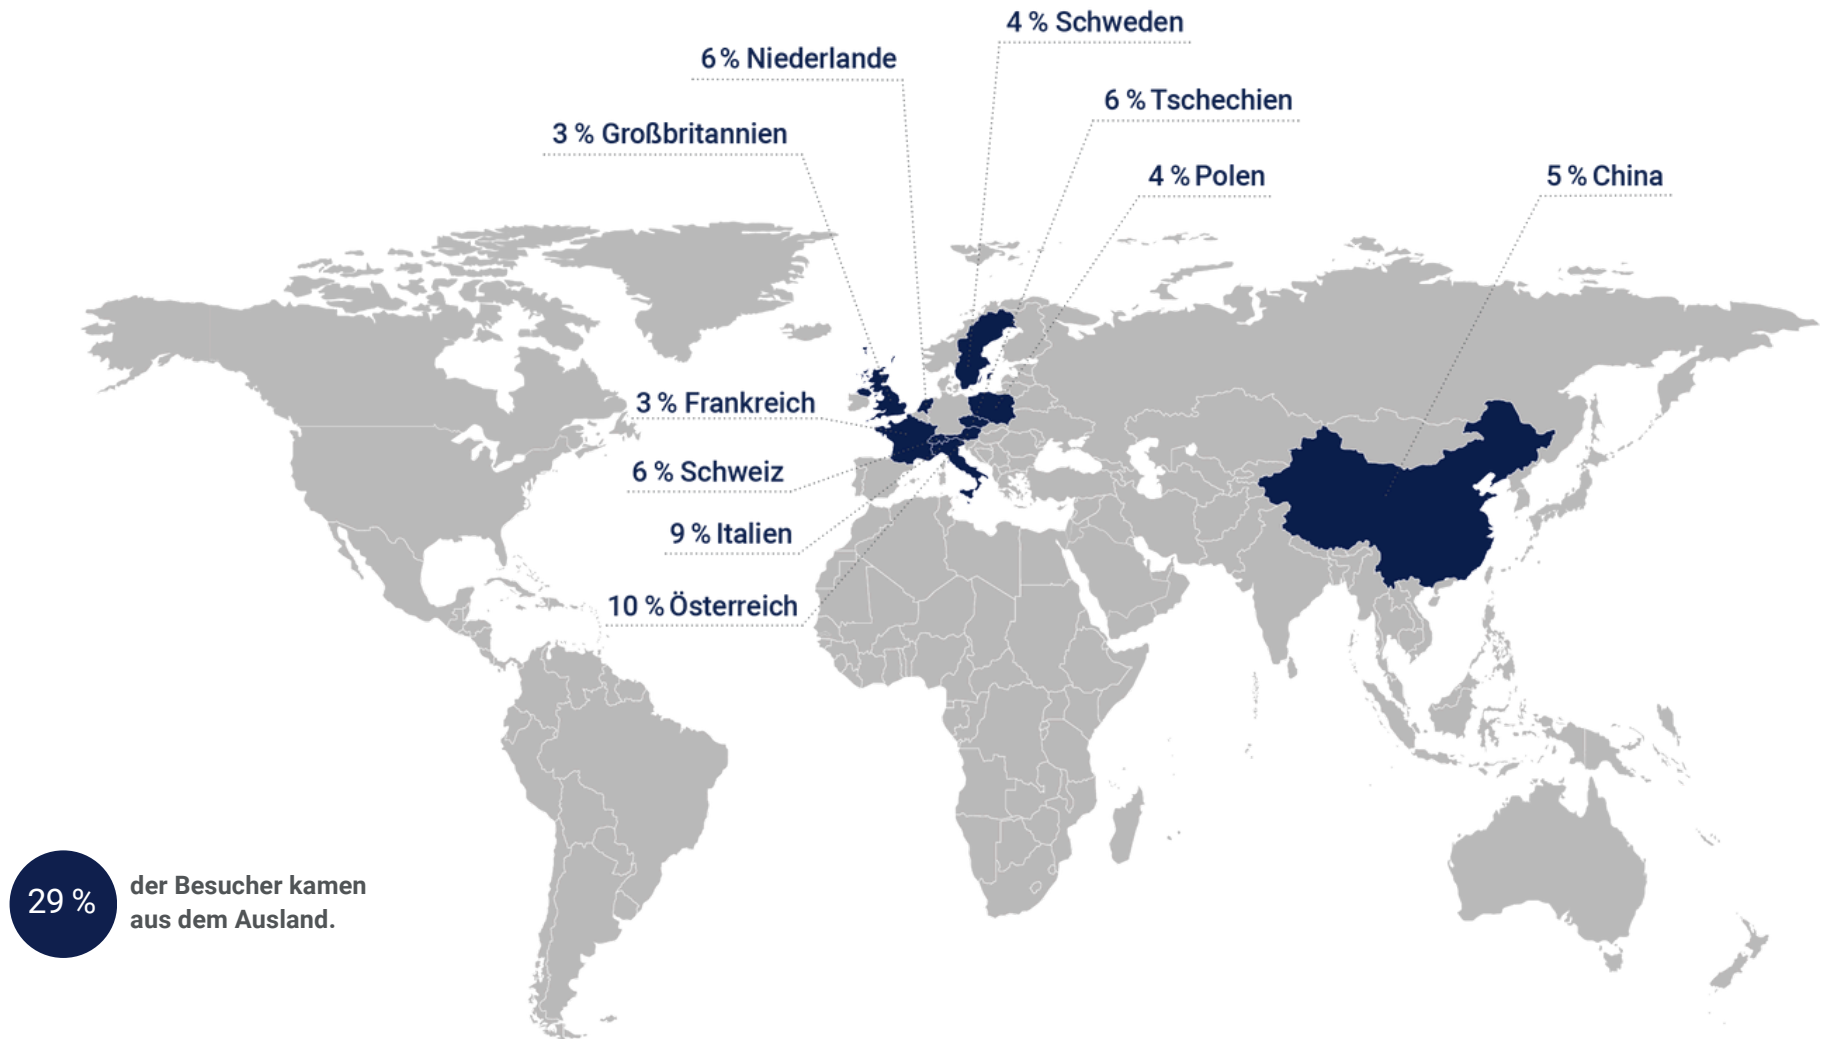 4 % Schweden
6 % Niederlande
6 % Tschechien
3 % Großbritannien
4 % Polen
5 % China
3 % Frankreich
6 % Schweiz
9 % Italien
10 % Österreich
29 %
der Besucher kamen
aus dem Ausland.